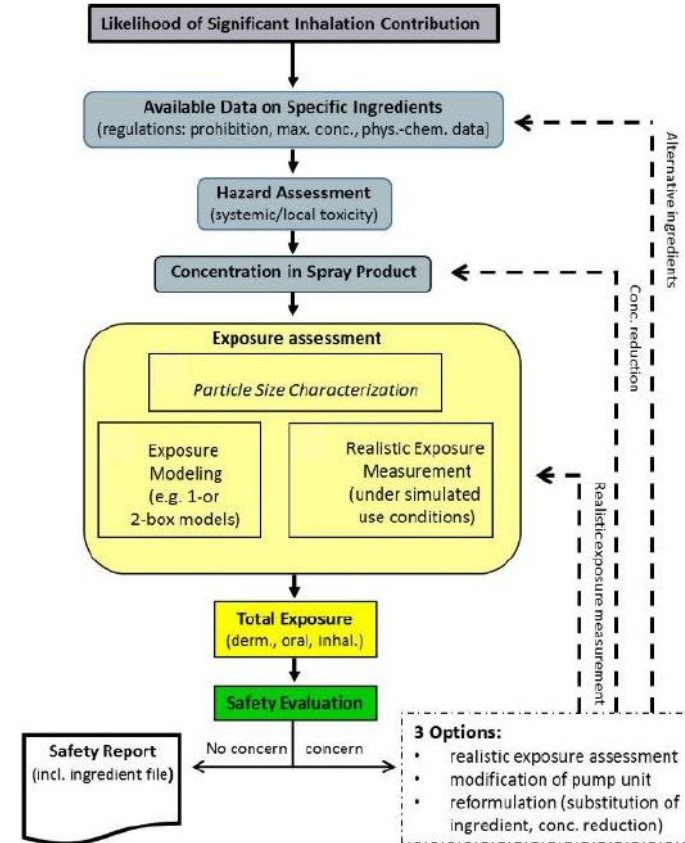 Likelihood of Significant Inhalation Contribution
Available Data on Specific Ingredients
(regulations: prohibition, max. conc., phys.-chem. data)
Hazard Assessment
(systemic/local toxicity)
Concentration in Spray Product
Exposure assessment
Particle Size Characterization
Exposure
Modeling
(e.g. 1-or
2-box models)
Realistic Exposure
Measurement
(under simulated
use conditions)
Total Exposure
(derm., oral, inhal.)
Safety Evaluation
No concern
concern
Safety Report
(incl. ingredient file)
3 Options:
• realistic exposure assessment
• modification of pump unit
• reformulation (substitution of
ingredient, conc. reduction)
Realistic exposure measurement
Conc. reduction
Alternative ingredients